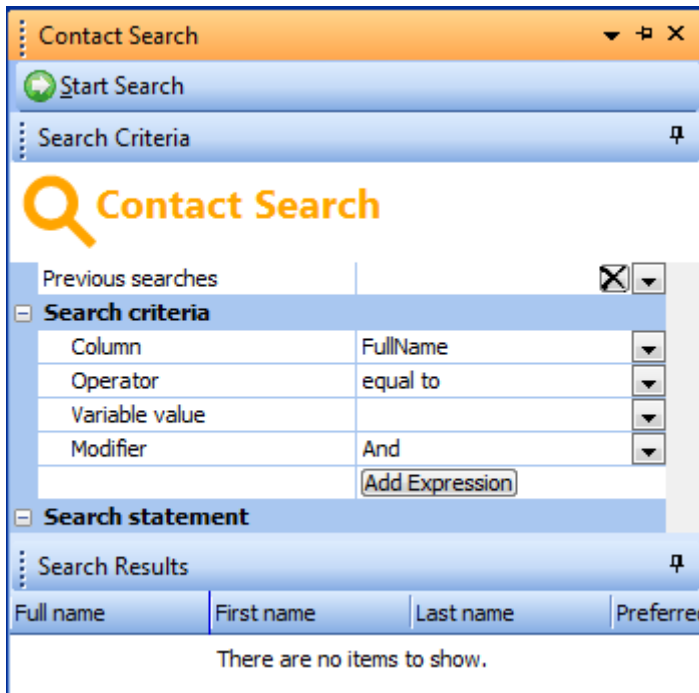 Contact Search
Start Search
Search Criteria
Contact Search
Previous searches
Search criteria
Column FullName
Operator equal to
Variable value
Modifier And
Add Expression
Search statement
Search Results
Full name First name Last name Preferre
There are no items to show.